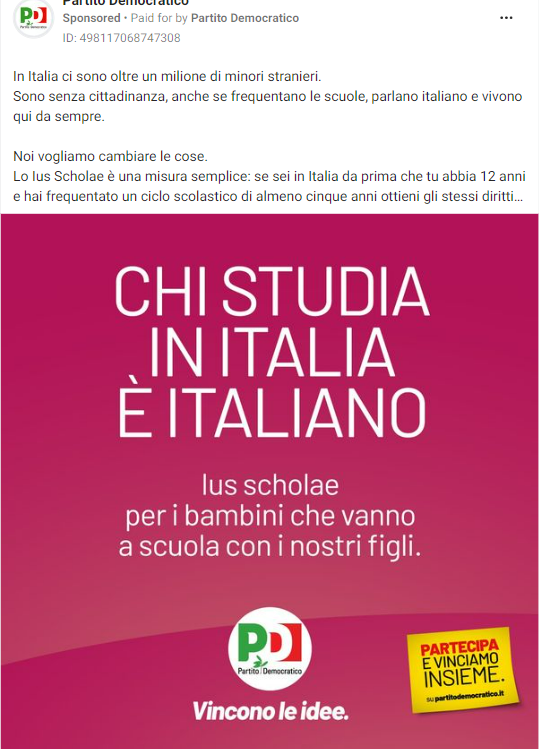 Partito Democratico
Sponsored • Paid for by Partito Democratico
ID: 498117068747308
In Italia ci sono oltre un milione di minori stranieri.
Sono senza cittadinanza, anche se frequentano le scuole, parlano italiano e vivono
qui da sempre.
Noi vogliamo cambiare le cose.
Lo Ius Scholae è una misura semplice: se sei in Italia da prima che tu abbia 12 anni
e hai frequentato un ciclo scolastico di almeno cinque anni ottieni gli stessi diritti...
CHI STUDIA
IN ITALIA
È ITALIANO
Ius scholae
per i bambini che vanno
a scuola con i nostri figli.
PD
Partito Democratico
Vincono le idee.
PARTECIPA
E VINCIAMO
INSIEME.
su partitodemocratico.it